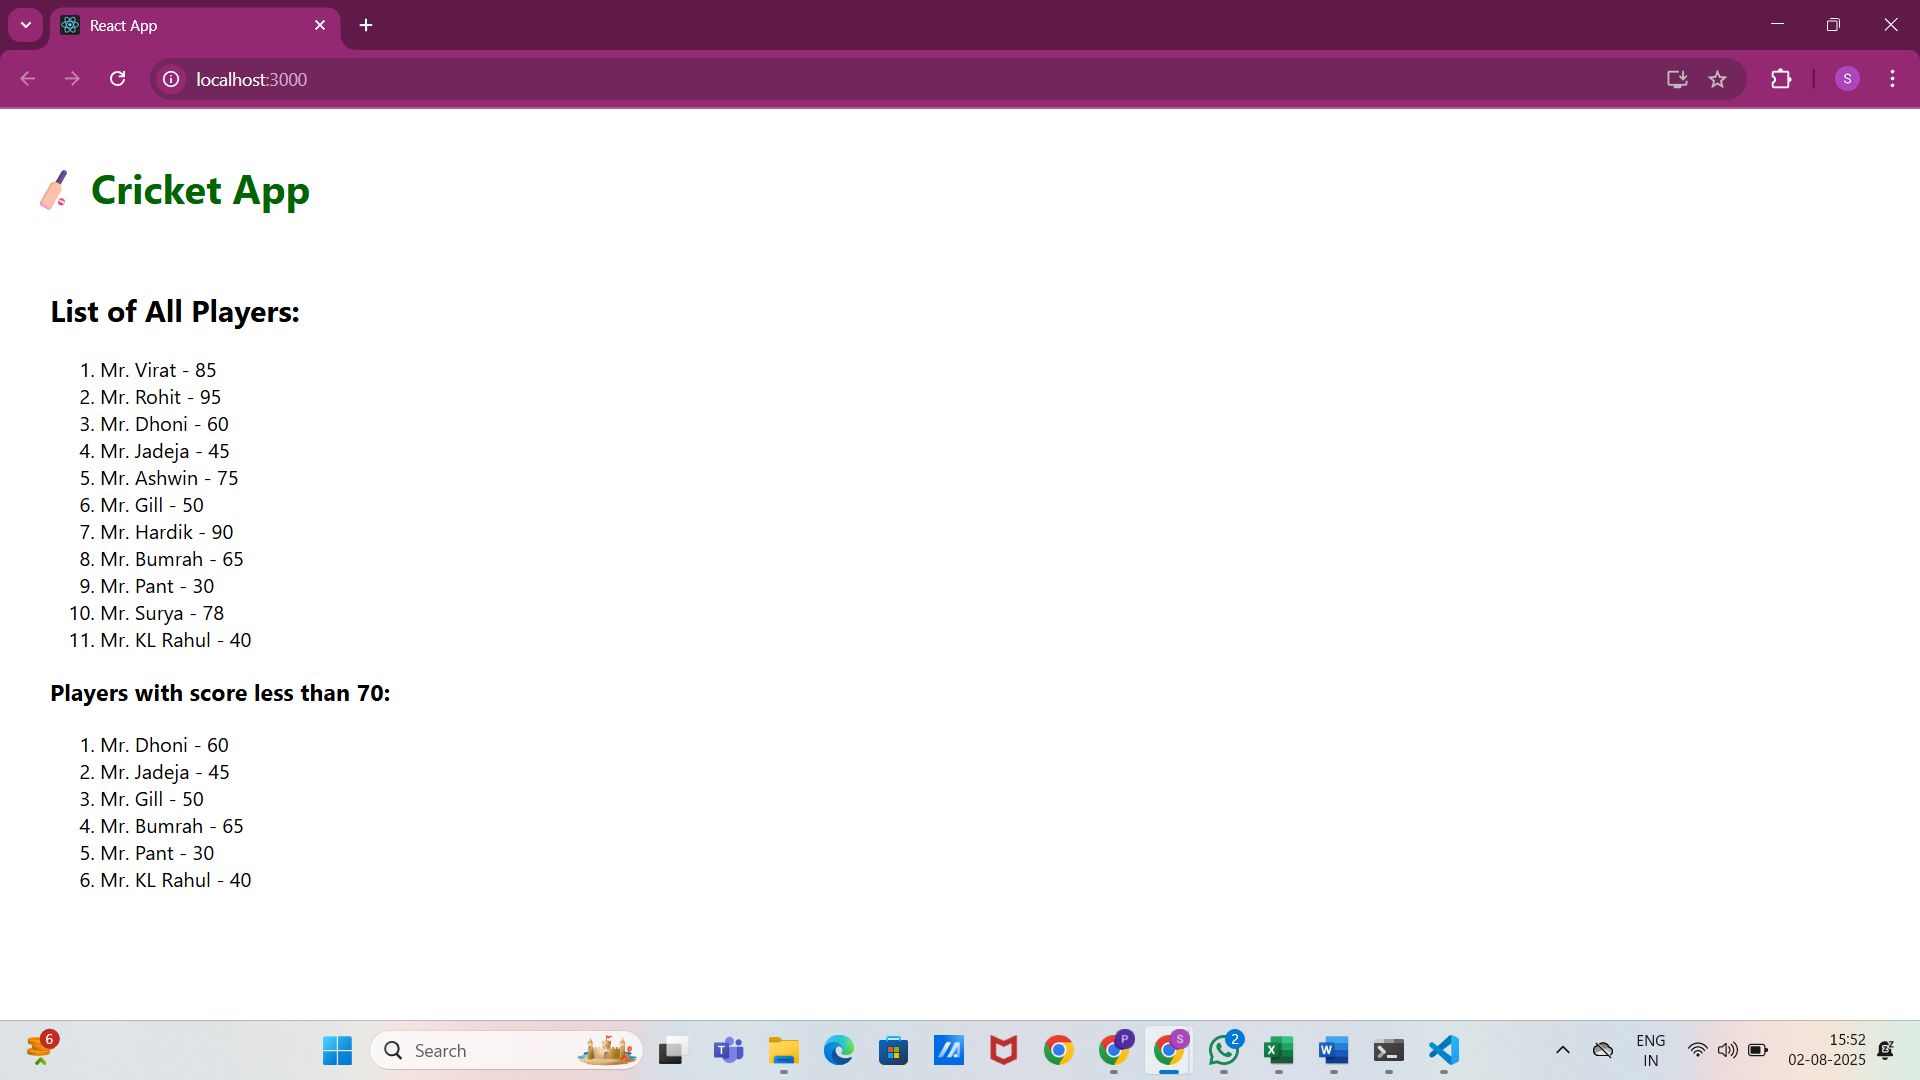 React App
localhost:3000
S
Cricket App
List of All Players:
1. Mr. Virat - 85
2. Mr. Rohit - 95
3. Mr. Dhoni - 60
4. Mr. Jadeja - 45
5. Mr. Ashwin - 75
6. Mr. Gill - 50
7. Mr. Hardik - 90
8. Mr. Bumrah - 65
9. Mr. Pant - 30
10. Mr. Surya - 78
11. Mr. KL Rahul - 40
Players with score less than 70:
1. Mr. Dhoni - 60
2. Mr. Jadeja - 45
3. Mr. Gill - 50
4. Mr. Bumrah - 65
5. Mr. Pant - 30
6. Mr. KL Rahul - 40
6
Search
P
S
2
ENG
IN
15:52
02-08-2025